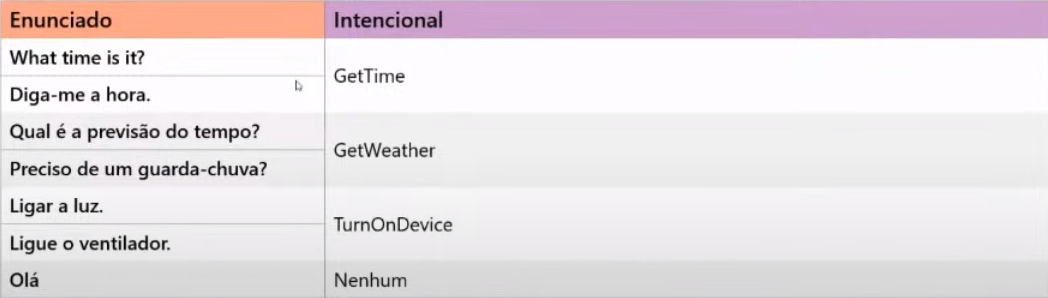 Enunciado
Intencional
What time is it?
Diga-me a hora.
GetTime
Qual é a previsão do tempo?
Preciso de um guarda-chuva?
GetWeather
Ligar a luz.
Ligue o ventilador.
TurnOnDevice
Olá
Nenhum